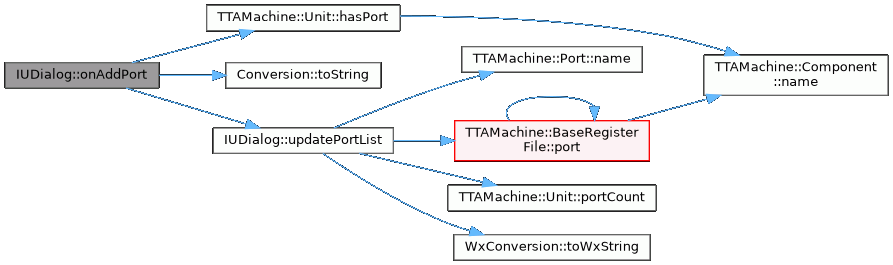 TTAMachine::Unit::hasPort
TTAMachine::Port::name
TTAMachine::Component
::name
IUDialog::onAddPort
Conversion::toString
IUDialog::updatePortList
TTAMachine::BaseRegister
File::port
TTAMachine::Unit::portCount
WxConversion::toWxString